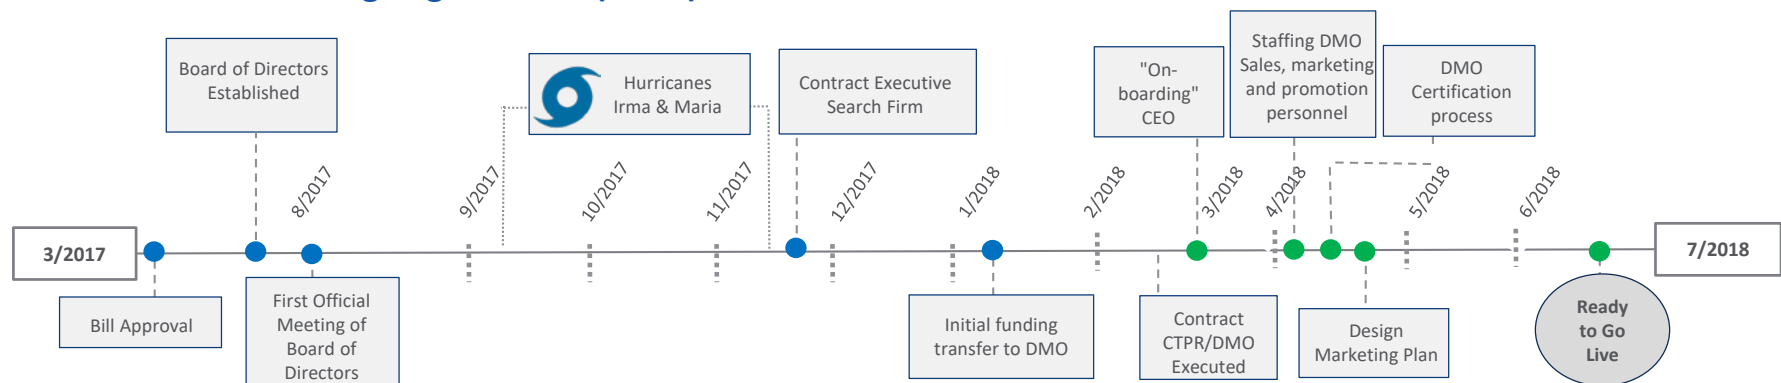 Board of Directors
Established
Hurricanes
Irma & Maria
Contract Executive
Search Firm
"On-
boarding"
CEO
Staffing DMO
Sales, marketing
and promotion
personnel
DMO
Certification
process
8/2017
9/2017
10/2017
11/2017
12/2017
1/2018
2/2018
3/2018
4/2018
5/2018
6/2018
3/2017
7/2018
Bill Approval
First Official
Meeting of
Board of
Directors
Initial funding
transfer to DMO
Contract
CTPR/DMO
Executed
Design
Marketing Plan
Ready
to Go
Live